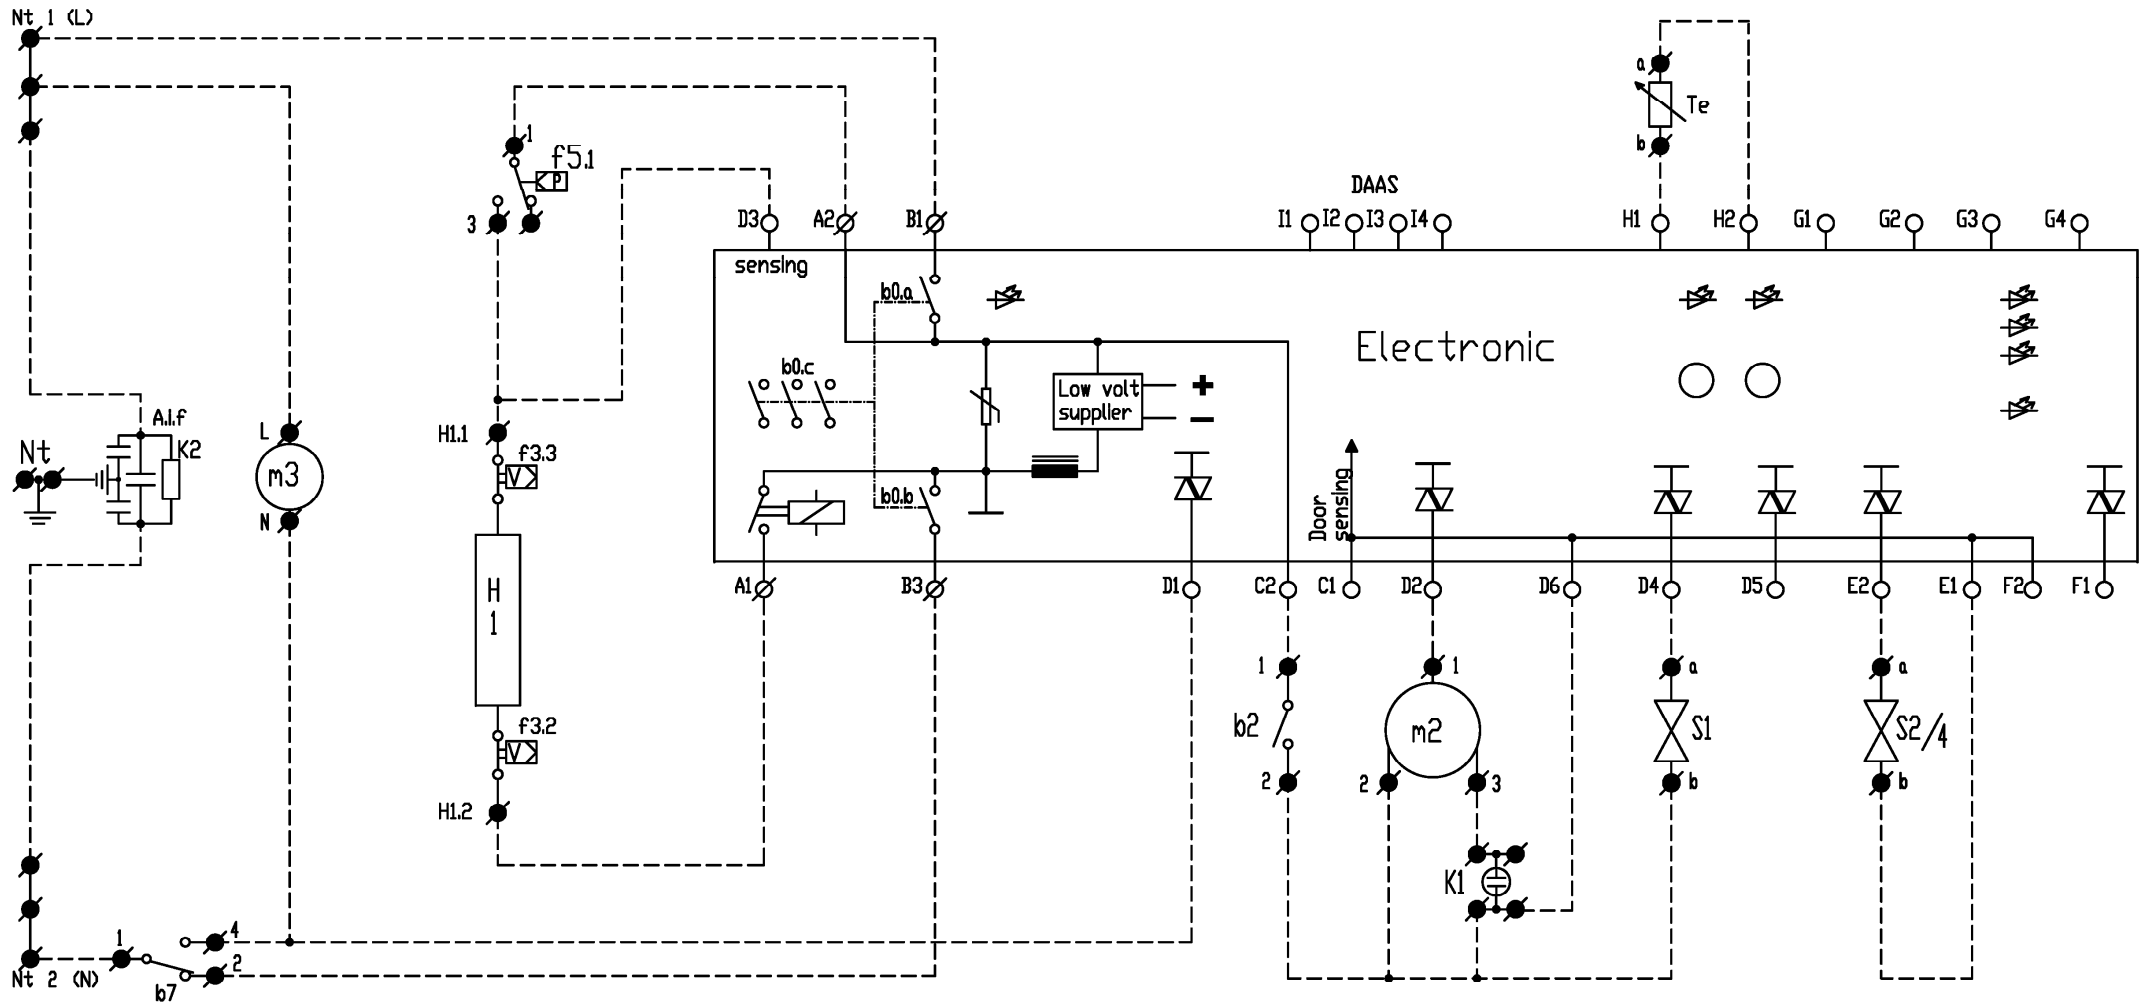 Nt 1 (L)
a
Te
b
1
f5.1
P
DAAS
3
D3
A2
B1
I1
I2
I3
I4
H1
H2
G1
G2
G3
G4
sensing
b0.a
Electronic
b0.c
Low volt
supplier
+
−
A.I.f
K2
Nt
L
m3
N
H1.1
f3.3
V
b0.b
Door
sensing
H
1
A1
B3
D1
C2
C1
D2
D6
D4
D5
E2
E1
F2
F1
f3.2
V
H1.2
1
b2
2
1
m2
2
3
K1
a
S1
b
a
S2/4
b
1
4
2
b7
Nt 2 (N)